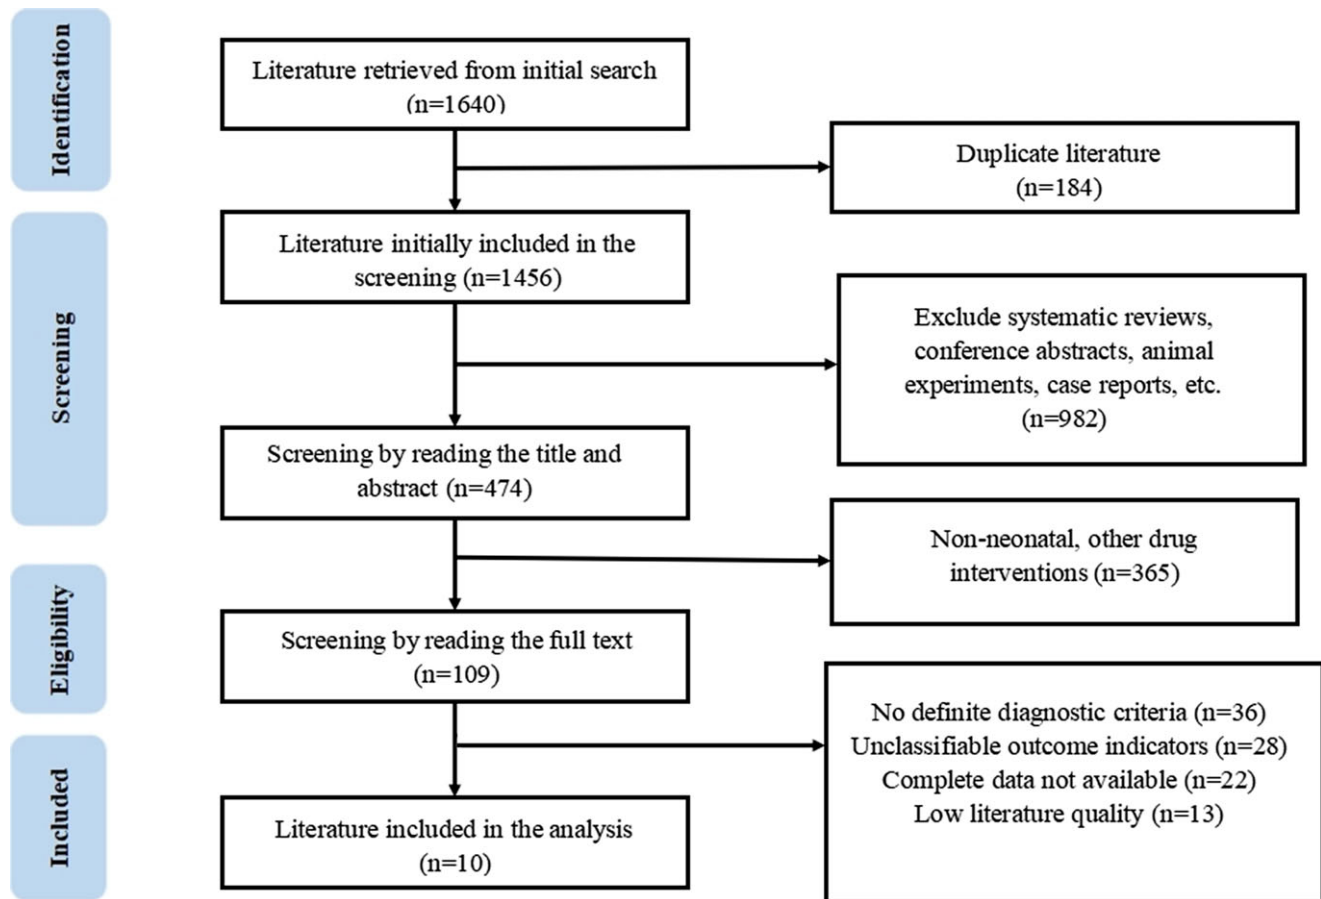 Identification
Literature retrieved from initial search
(n=1640)
Duplicate literature
(n=184)
Screening
Literature initially included in the
screening (n=1456)
Exclude systematic reviews,
conference abstracts, animal
experiments, case reports, etc.
(n=982)
Screening by reading the title and
abstract (n=474)
Non-neonatal, other drug
interventions (n=365)
Eligibility
Screening by reading the full text
(n=109)
No definite diagnostic criteria (n=36)
Unclassifiable outcome indicators (n=28)
Complete data not available (n=22)
Low literature quality (n=13)
Included
Literature included in the analysis
(n=10)